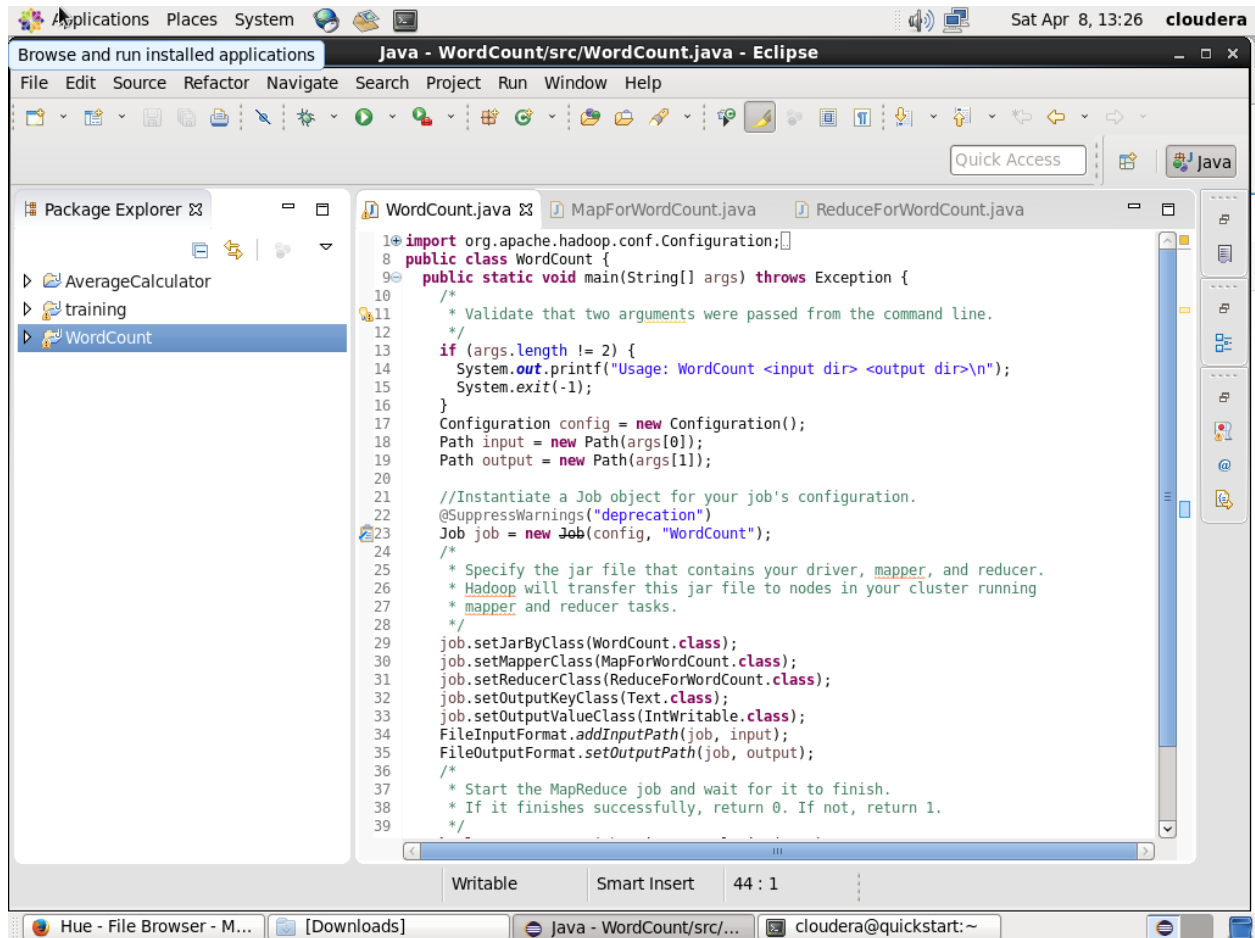 Applications Places System Sat Apr 8, 13:26 cloudera
Browse and run installed applications
Java - WordCount/src/WordCount.java - Eclipse
File Edit Source Refactor Navigate Search Project Run Window Help
Quick Access
Java
Package Explorer
AverageCalculator
training
WordCount
WordCount.java MapForWordCount.java ReduceForWordCount.java
1 import org.apache.hadoop.conf.Configuration;
8 public class WordCount {
9 public static void main(String[] args) throws Exception {
10 /*
11 * Validate that two arguments were passed from the command line.
12 */
13 if (args.length != 2) {
14 System.out.printf("Usage: WordCount <input dir> <output dir>\n");
15 System.exit(-1);
16 }
17 Configuration config = new Configuration();
18 Path input = new Path(args[0]);
19 Path output = new Path(args[1]);
20
21 //Instantiate a Job object for your job's configuration.
22 @SuppressWarnings("deprecation")
23 Job job = new Job(config, "WordCount");
24 /*
25 * Specify the jar file that contains your driver, mapper, and reducer.
26 * Hadoop will transfer this jar file to nodes in your cluster running
27 * mapper and reducer tasks.
28 */
29 job.setJarByClass(WordCount.class);
30 job.setMapperClass(MapForWordCount.class);
31 job.setReducerClass(ReduceForWordCount.class);
32 job.setOutputKeyClass(Text.class);
33 job.setOutputValueClass(IntWritable.class);
34 FileInputFormat.addInputPath(job, input);
35 FileOutputFormat.setOutputPath(job, output);
36 /*
37 * Start the MapReduce job and wait for it to finish.
38 * If it finishes successfully, return 0. If not, return 1.
39 */
Writable Smart Insert 44 : 1
Hue - File Browser - M... [Downloads] Java - WordCount/src/... cloudera@quickstart:~